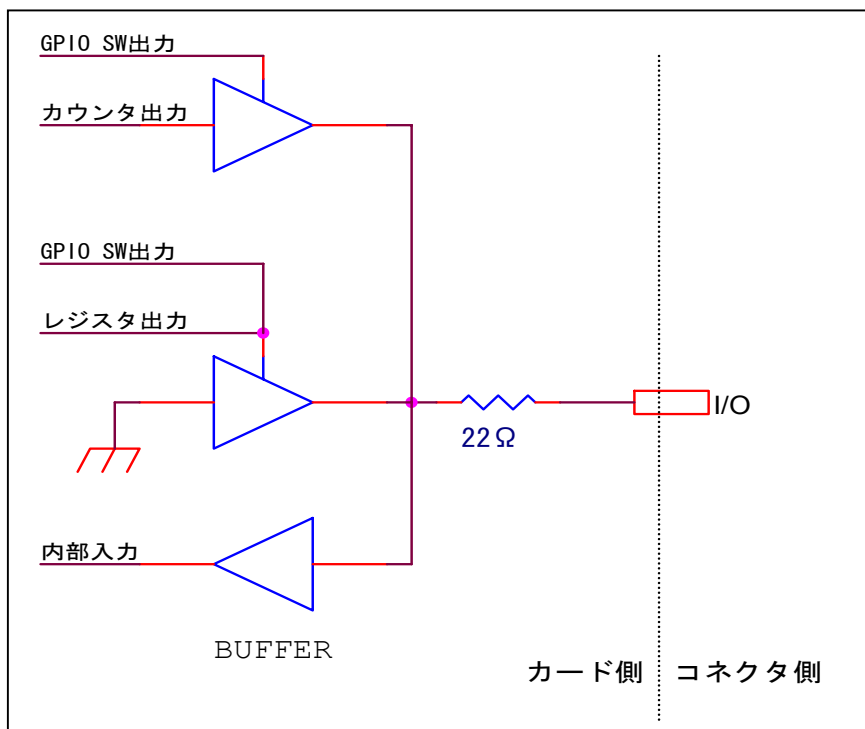 GPIO SW出力
カウンタ出力
GPIO SW出力
レジスタ出力
I/O
22Ω
内部入力
BUFFER
カード側
コネクタ側